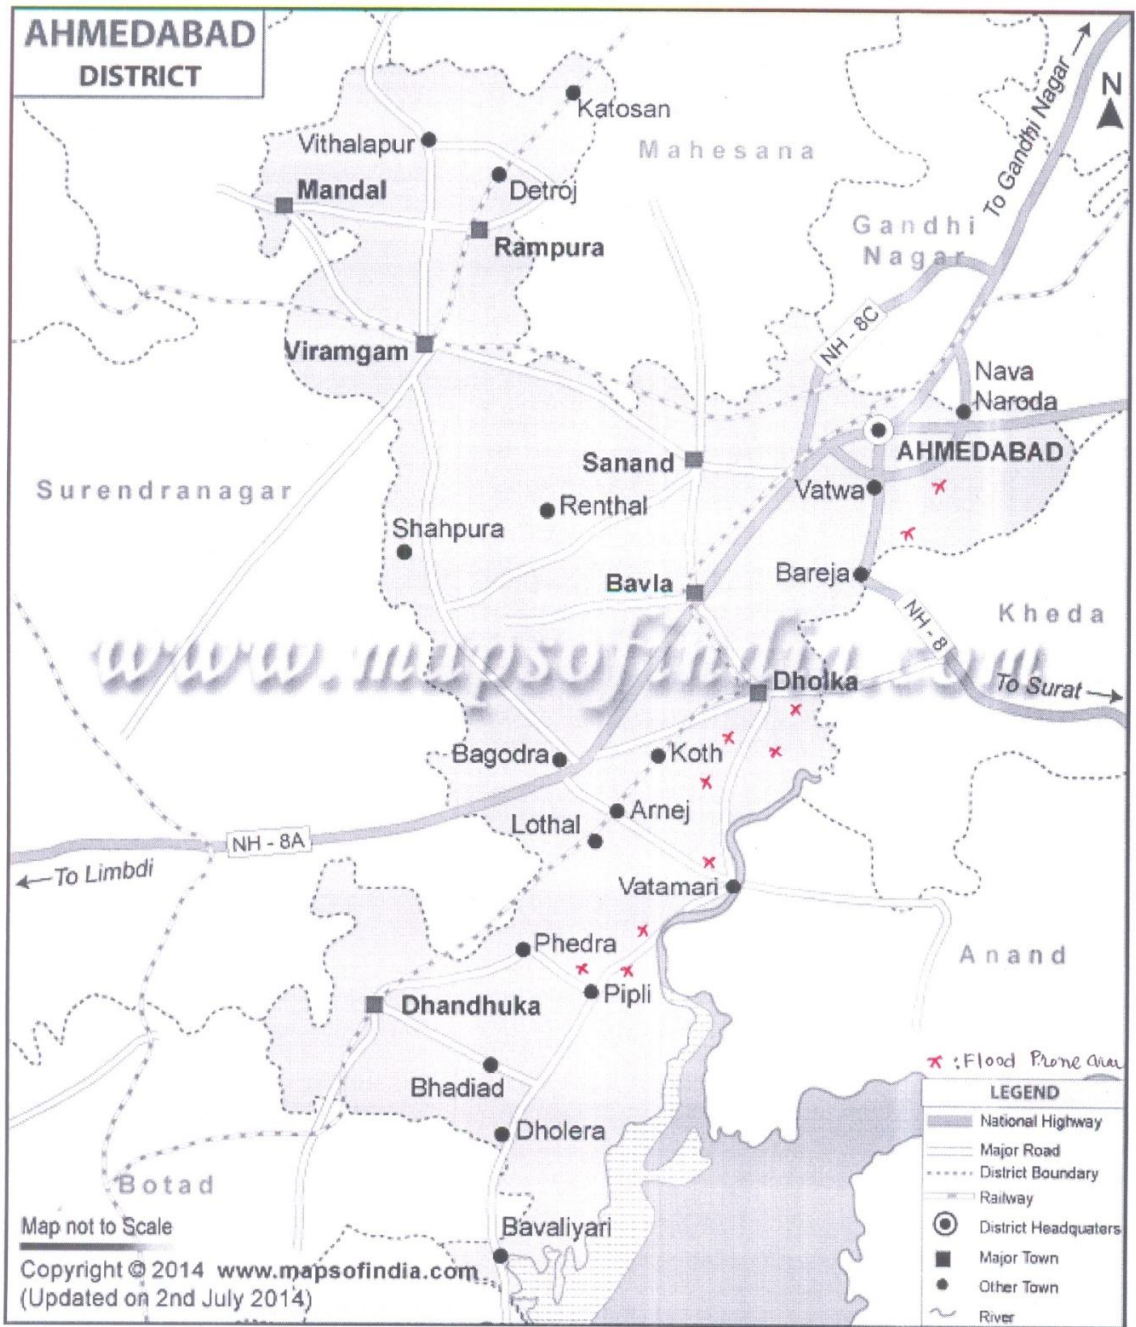 AHMEDABAD
DISTRICT
N
To Gandhi Nagar
Katosan
Vithalapur
Mahesana
Detroj
Mandal
Rampura
Gandhi
Nagar
NH - 8C
Viramgam
Nava
Naroda
AHMEDABAD
Sanand
Surendranagar
Vatwa
Renthal
Shahpura
Bavla
Bareja
NH - 8
Kheda
www.mapsofindia.com
Dholka
To Surat
Bagodra
Koth
Arnej
Lothal
NH - 8A
To Limbdi
Vatamari
Phedra
Anand
Pipli
Dhandhuka
Bhadiad
Dholera
Botad
Bavaliyari
x : Flood Prone
LEGEND
National Highway
Major Road
District Boundary
Railway
District Headquaters
Major Town
Other Town
River
Map not to Scale
Copyright © 2014 www.mapsofindia.com
(Updated on 2nd July 2014)